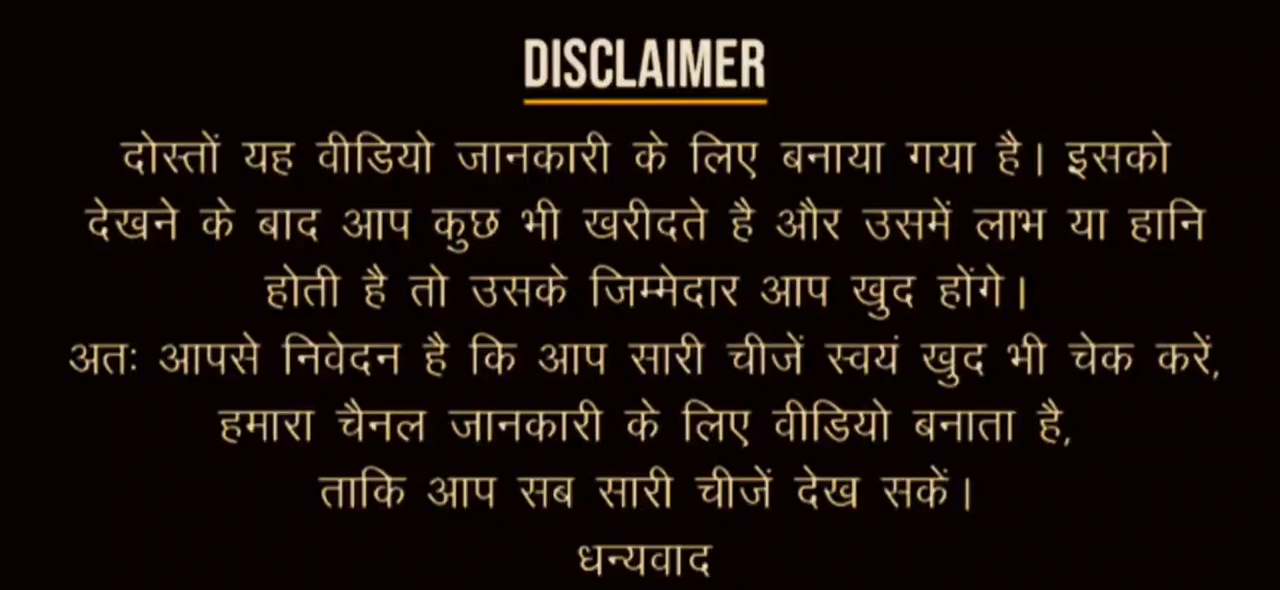 DISCLAIMER
दोस्तों यह वीडियो जानकारी के लिए बनाया गया है। इसको
देखने के बाद आप कुछ भी खरीदते है और उसमें लाभ या हानि
होती है तो उसके जिम्मेदार आप खुद होंगे।
अतः आपसे निवेदन है कि आप सारी चीजें स्वयं खुद भी चेक करें,
हमारा चैनल जानकारी के लिए वीडियो बनाता है,
ताकि आप सब सारी चीजें देख सकें।
धन्यवाद